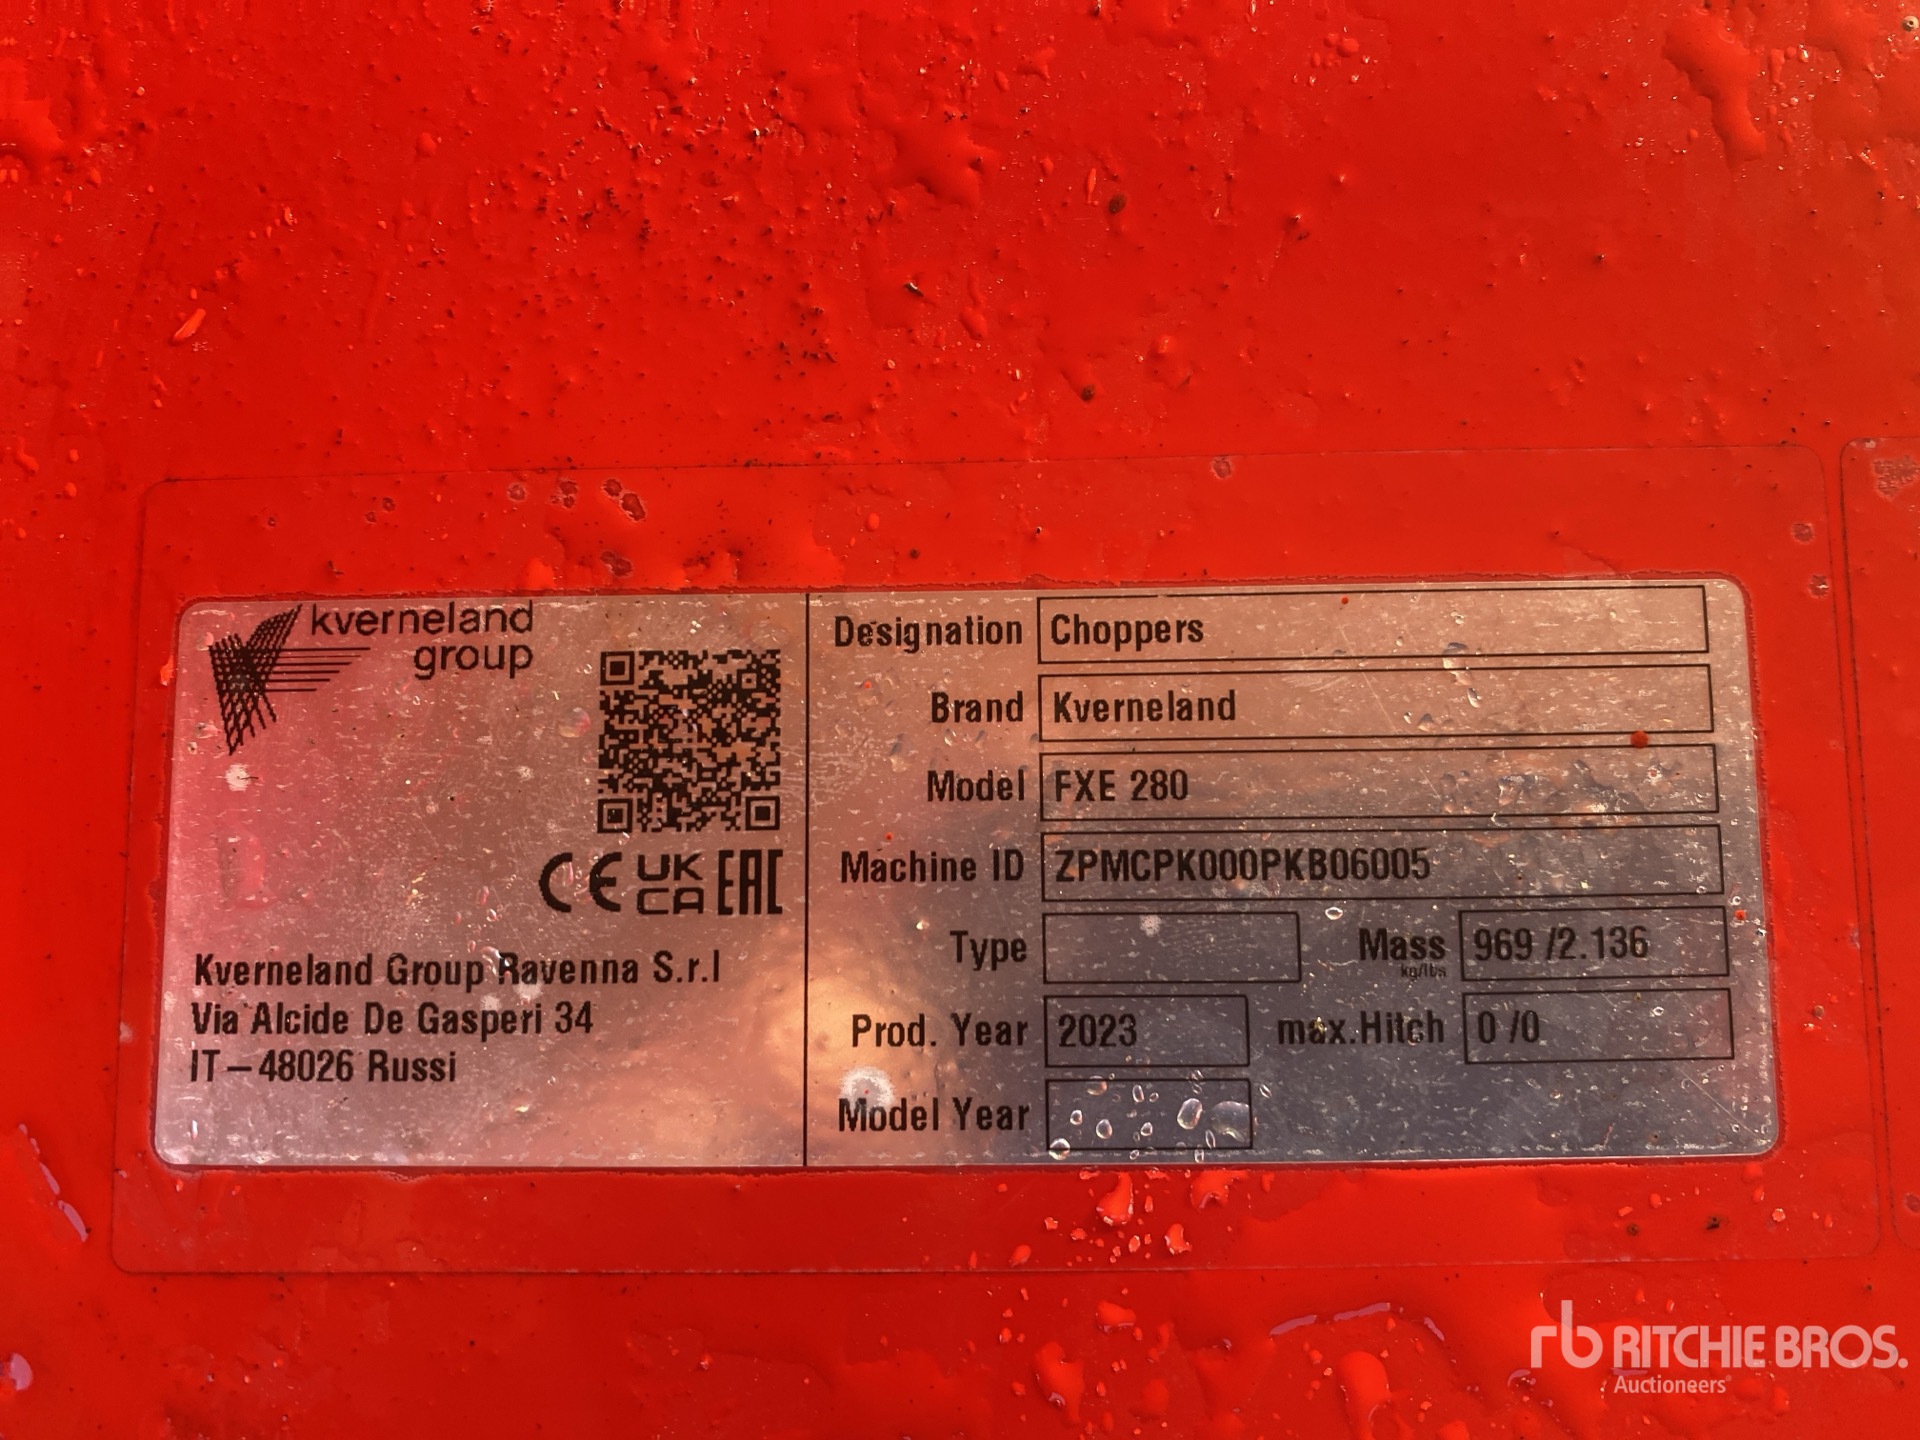 kverneland
group
CE UK CA EAC
Kverneland Group Ravenna S.r.l
Via Alcide De Gasperi 34
IT – 48026 Russi
Designation Choppers
Brand Kverneland
Model FXE 280
Machine ID ZPMCPK000PKB06005
Type Mass 969 /2.136
kg/lbs
Prod. Year 2023 max.Hitch 0 /0
Model Year
rb RITCHIE BROS.
Auctioneers